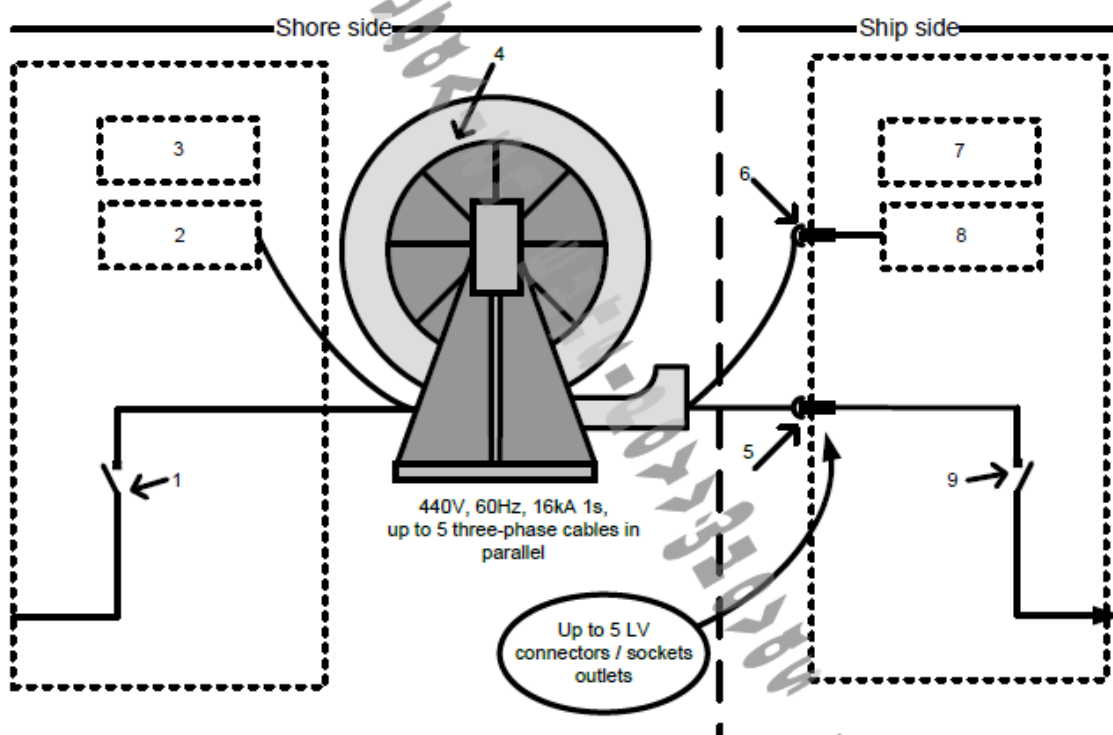 Shore side
Ship side
4
3
7
6
2
8
5
1
9
440V, 60Hz, 16kA 1s,
up to 5 three-phase cables in
parallel
Up to 5 LV
connectors / sockets
outlets